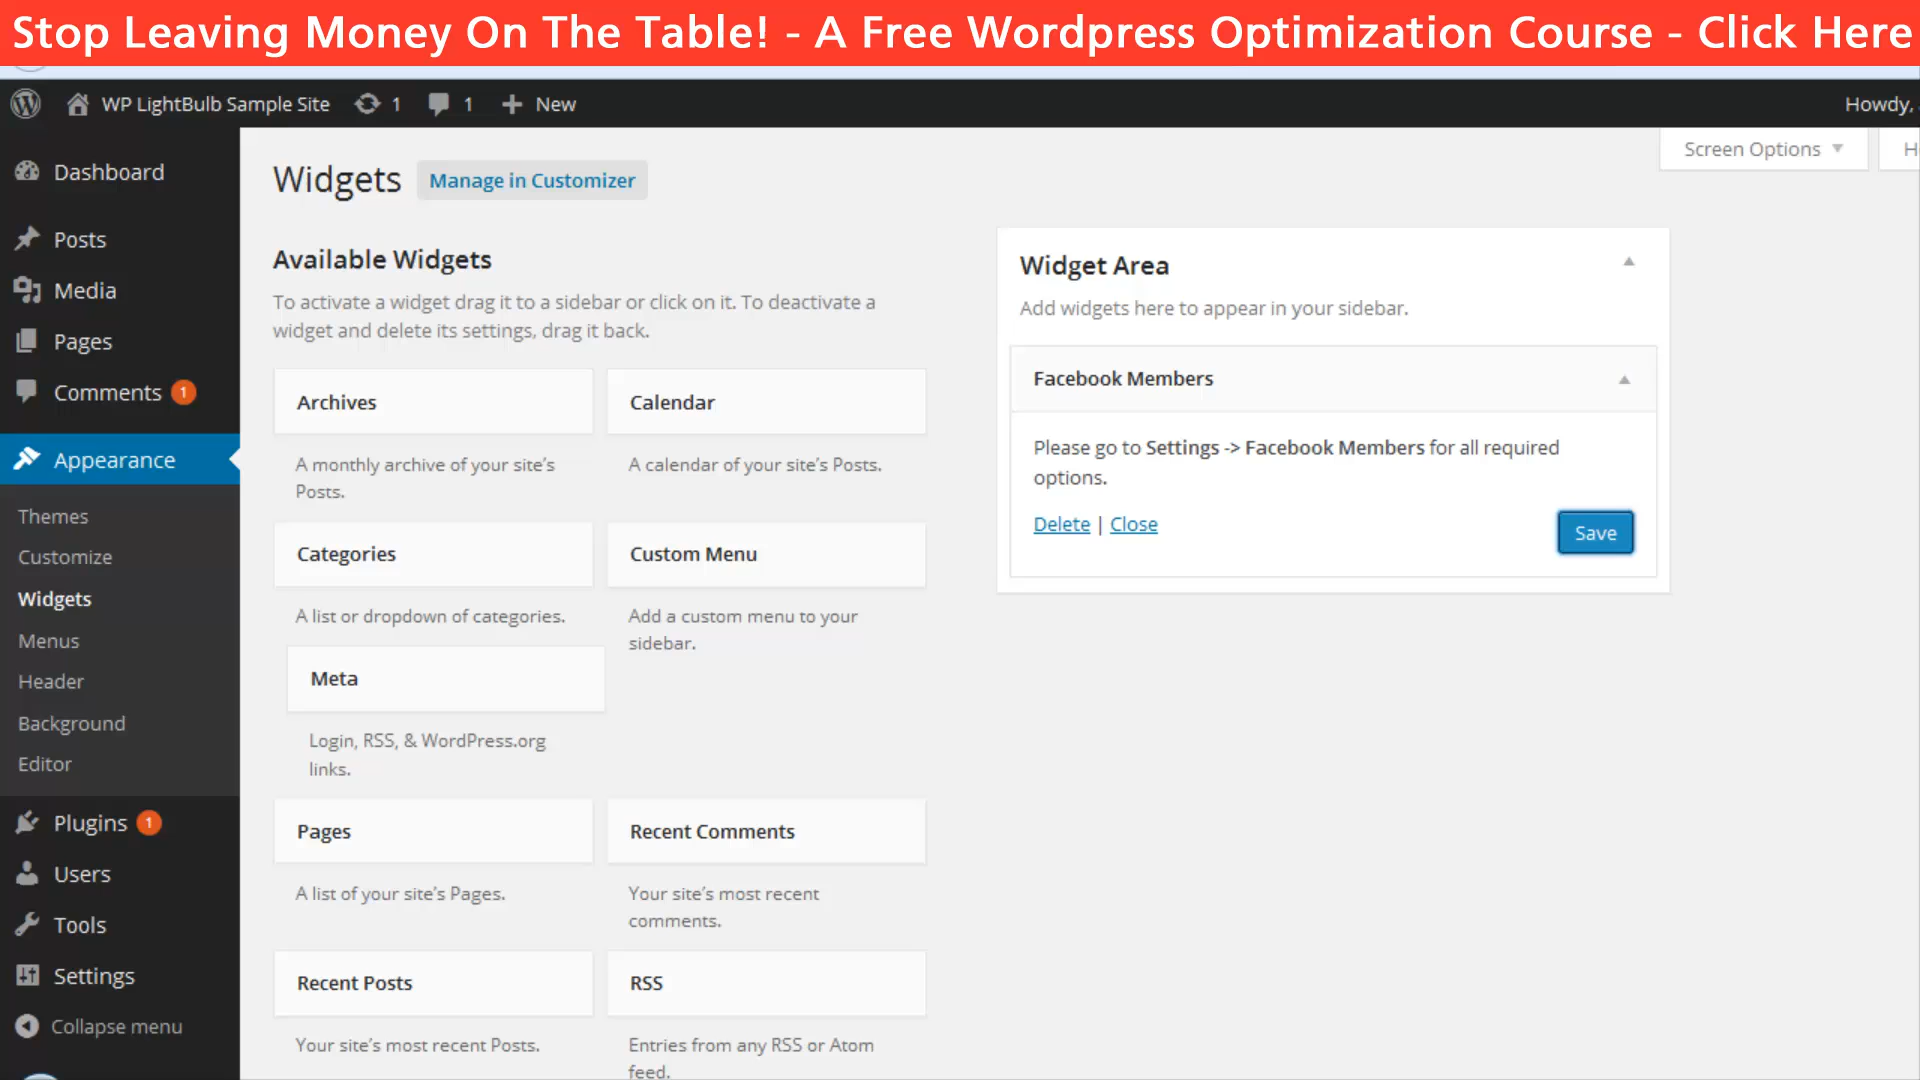 Stop Leaving Money On The Table! - A Free Wordpress Optimization Course - Click Here
WP LightBulb Sample Site 1 1 New
Howdy,
Screen Options
Dashboard
Posts
Media
Pages
Comments 1
Appearance
Themes
Customize
Widgets
Menus
Header
Background
Editor
Plugins 1
Users
Tools
Settings
Collapse menu
Widgets Manage in Customizer
Available Widgets
To activate a widget drag it to a sidebar or click on it. To deactivate a
widget and delete its settings, drag it back.
Archives
A monthly archive of your site's
Posts.
Calendar
A calendar of your site's Posts.
Categories
A list or dropdown of categories.
Custom Menu
Add a custom menu to your
sidebar.
Meta
Login, RSS, & WordPress.org
links.
Pages
A list of your site's Pages.
Recent Comments
Your site's most recent
comments.
Recent Posts
Your site's most recent Posts.
RSS
Entries from any RSS or Atom
feed.
Widget Area
Add widgets here to appear in your sidebar.
Facebook Members
Please go to Settings -> Facebook Members for all required
options.
Delete | Close
Save